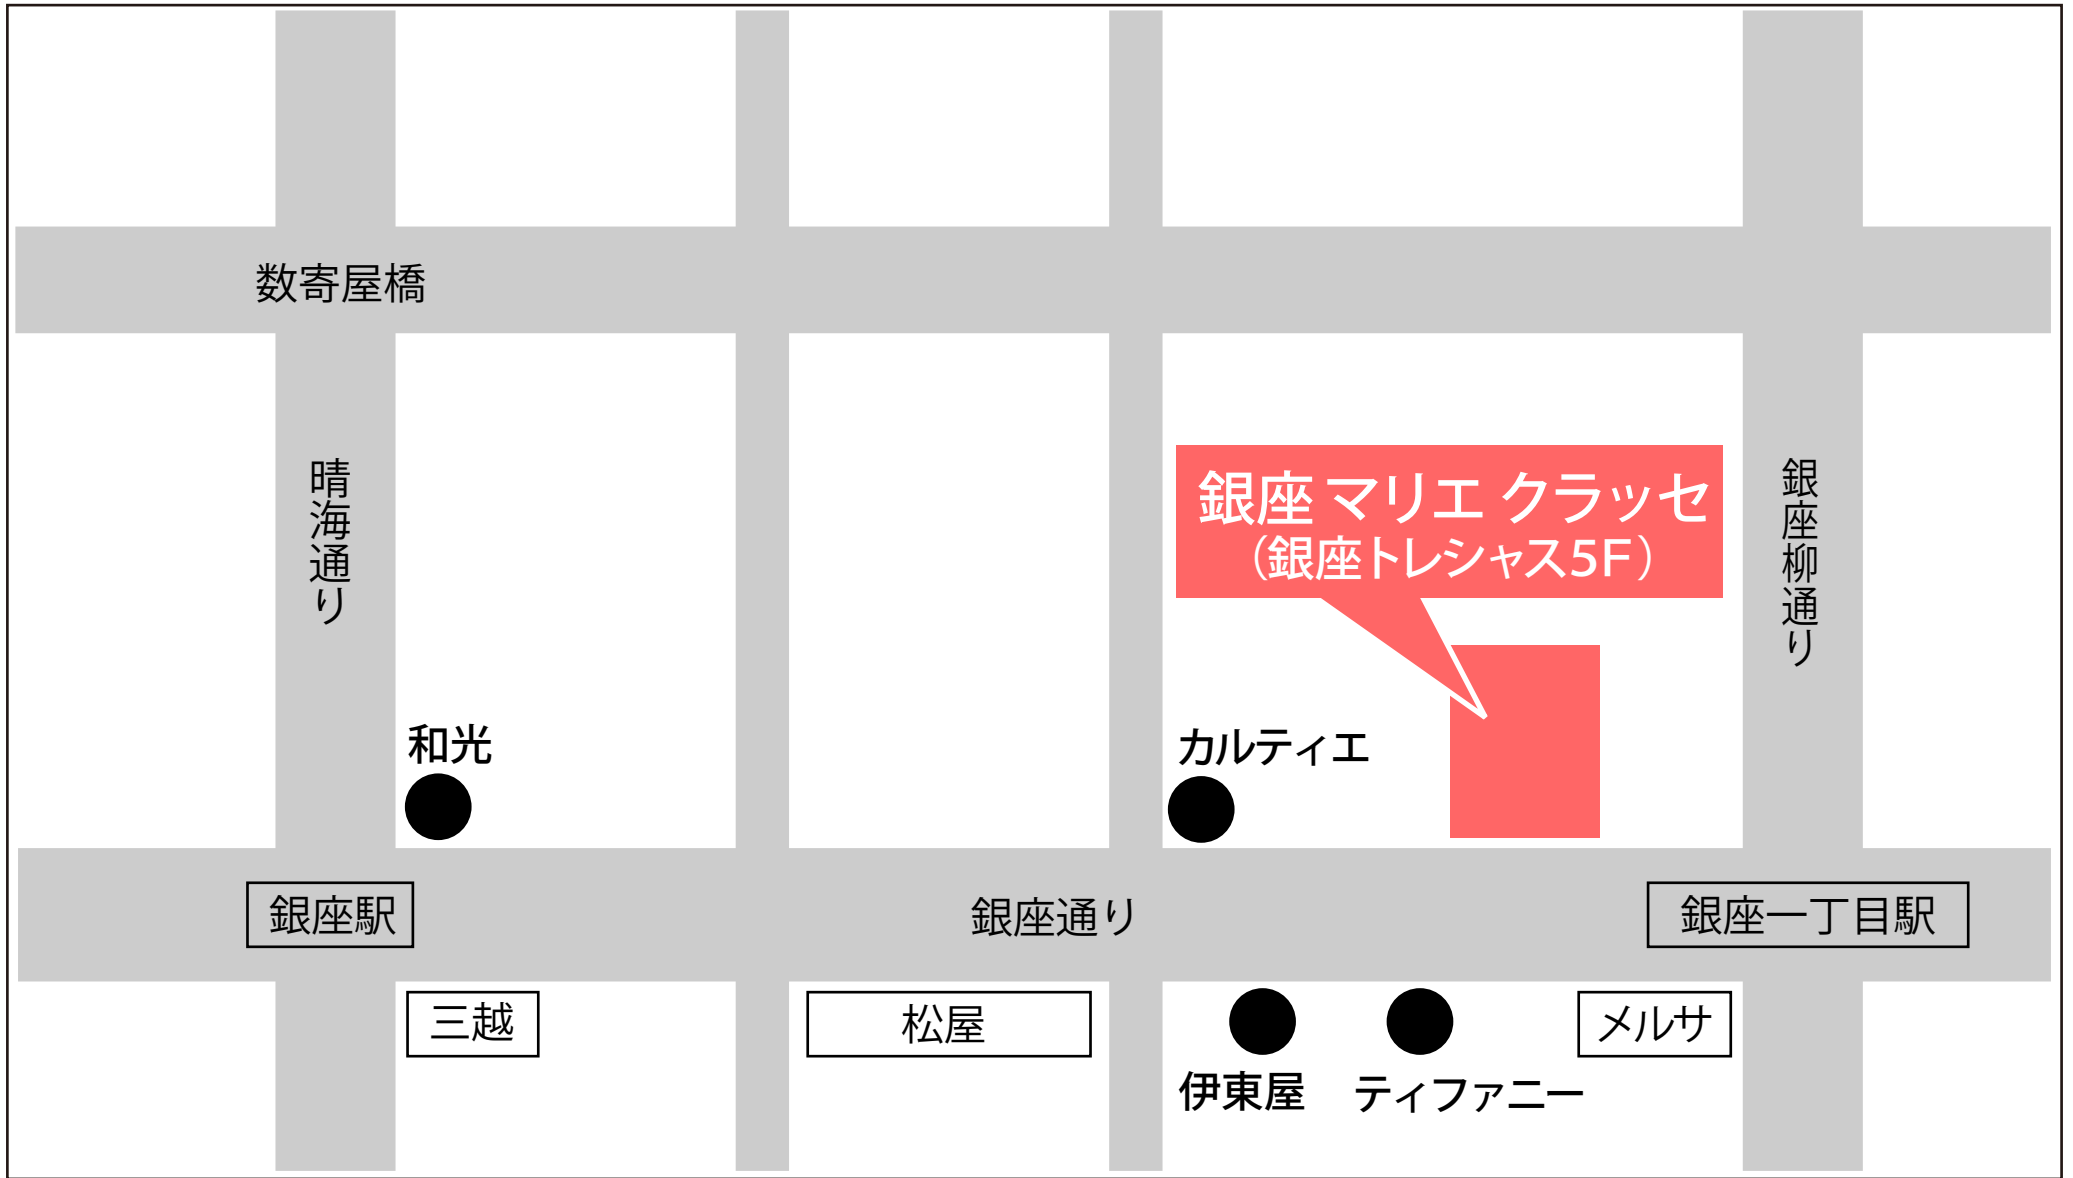 数寄屋橋
晴海通り
銀座 マリエ クラッセ
（銀座トレシャス5F）
銀座柳通り
和光
カルティエ
銀座駅
銀座通り
銀座一丁目駅
三越
松屋
メルサ
伊東屋
ティファニー